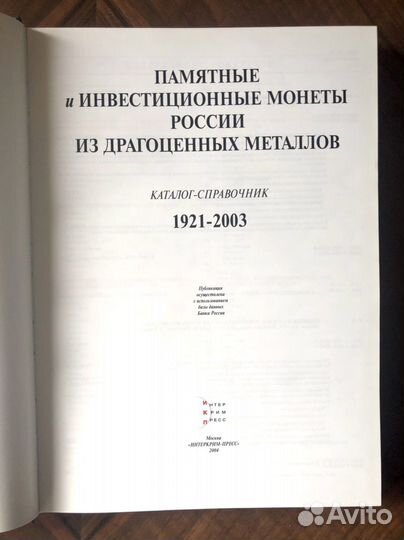 ПАМЯТНЫЕ
и ИНВЕСТИЦИОННЫЕ МОНЕТЫ
РОССИИ
ИЗ ДРАГОЦЕННЫХ МЕТАЛЛОВ
КАТАЛОГ-СПРАВОЧНИК
1921-2003
Публикация
осуществлена
с использованием
базы данных
Банка России
ИНТЕР
КРИМ
ПРЕСС
Москва
«ИНТЕРКРИМ-ПРЕСС»
2004
Avito